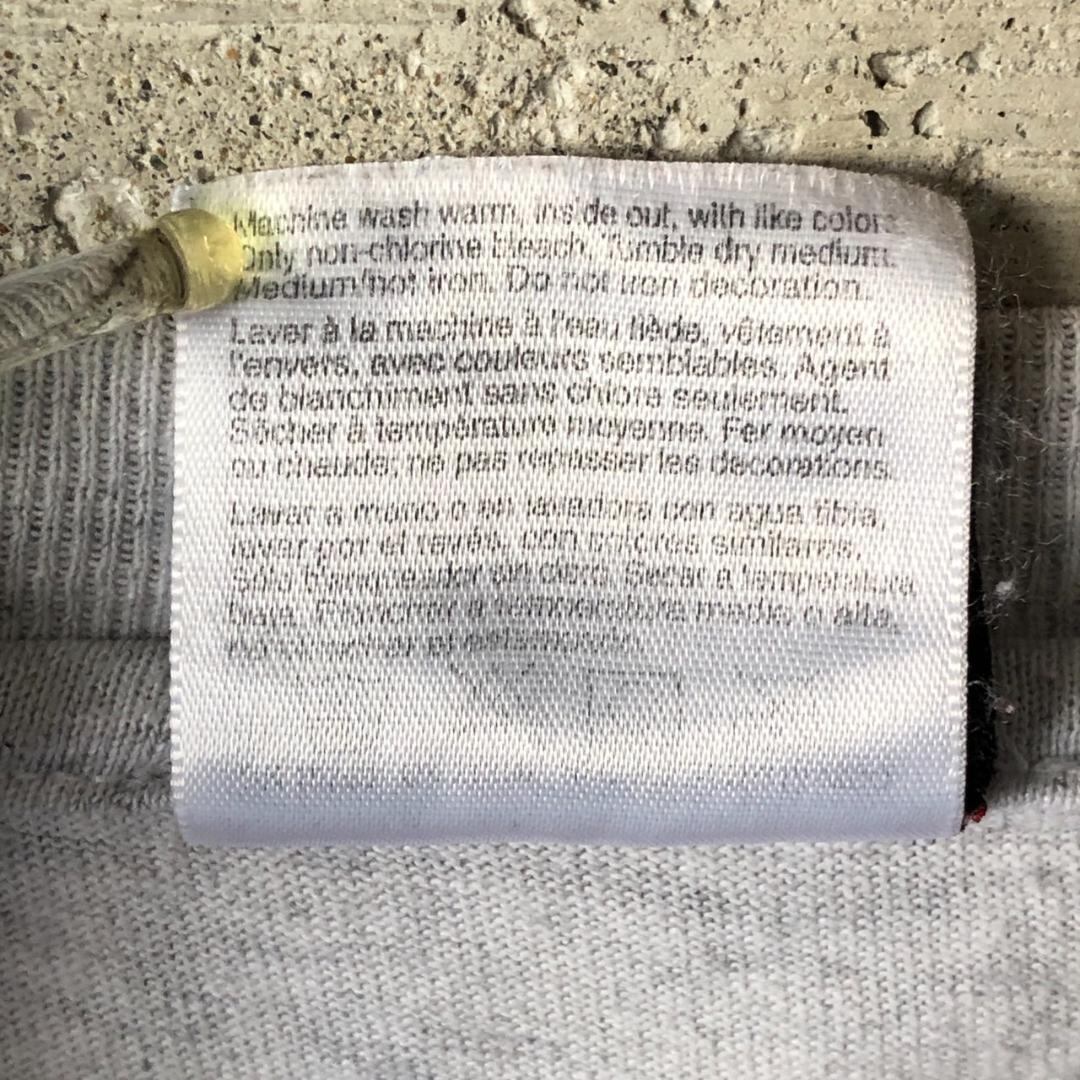 Machine wash warm, inside out, with like colors.
Only non-chlorine bleach. Tumble dry medium.
Medium/hot iron. Do not iron decoration.
Laver à la machine à l'eau tiède, vêtement à
l'envers, avec couleurs semblables. Agent
de blanchiment sans chlore seulement.
Sécher à température moyenne. Fer moyen
ou chaude; ne pas repasser les decorations.
Lavar a mano o en lavadora con agua tibia,
lavar por el revés, con colores similares.
Sólo blanqueador sin cloro. Secar a temperatura
baja. Planchar a temperatura media o alta.